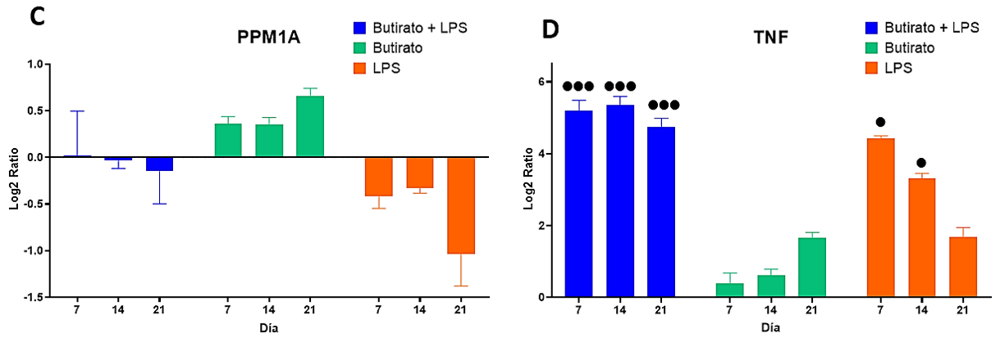 C
PPM1A
Butirato + LPS
Butirato
LPS
Log2 Ratio
1.0
0.5
0.0
-0.5
-1.0
-1.5
7 14 21 7 14 21 7 14 21
Día
D
TNF
Butirato + LPS
Butirato
LPS
Log2 Ratio
6
4
2
0
7 14 21 7 14 21 7 14 21
Día